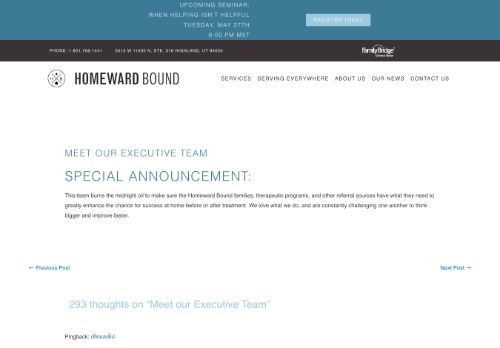 UPCOMING SEMINAR:
WHEN HELPING ISN'T HELPFUL
TUESDAY, MAY 27TH
6:00 PM MST
REGISTER TODAY
PHONE: 1.801.768.1441 5513 W 11000 N, STE. 216 HIGHLAND, UT 84003
FamilyBridge
HOMEWARD BOUND
SERVICES SERVING EVERYWHERE ABOUT US OUR NEWS CONTACT US
MEET OUR EXECUTIVE TEAM
SPECIAL ANNOUNCEMENT:
This team burns the midnight oil to make sure the Homeward Bound families, therapeutic programs, and other referral sources have what they need to
greatly enhance the chance for success at home before or after treatment. We love what we do, and are constantly challenging one another to think
bigger and improve faster.
← Previous Post
Next Post →
293 thoughts on "Meet our Executive Team"
Pingback: